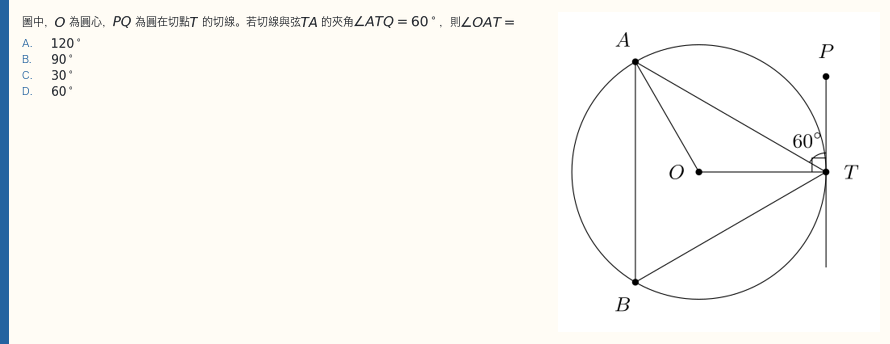 圖中, O 為圓心, PQ 為圓在切點T 的切線。若切線與弦TA 的夾角∠ATQ = 60°, 則∠OAT =
A. 120°
B. 90°
C. 30°
D. 60°
A
P
60°
O
T
B